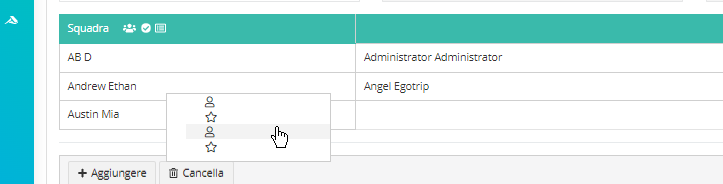 Squadra
AB D Administrator Administrator
Andrew Ethan Angel Egotrip
Austin Mia
Aggiungere Cancella